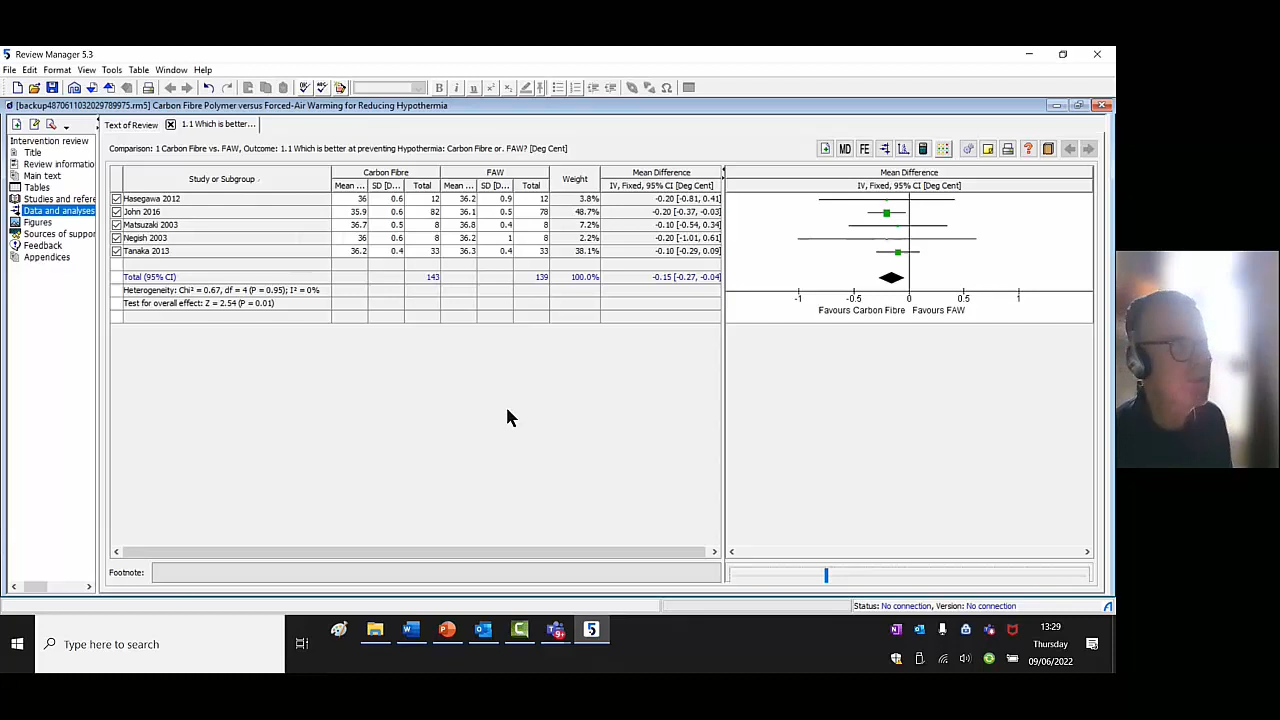 5 Review Manager 5.3
File Edit Format View Tools Table Window Help
[backup4870611032029789975.rm5] Carbon Fibre Polymer versus Forced-Air Warming for Reducing Hypothermia
Text of Review 1.1 Which is better...
Intervention review
Title
Review informatio
Main text
Tables
Studies and refere
Data and analyses
Figures
Sources of suppor
Feedback
Appendices
Comparison: 1 Carbon Fibre vs. FAW, Outcome: 1.1 Which is better at preventing Hypothermia: Carbon Fibre or. FAW? [Deg Cent]
MD FE
Study or Subgroup Carbon Fibre FAW Weight Mean Difference Mean Difference
Mean ... SD [D... Total Mean ... SD [D... Total IV, Fixed, 95% CI [Deg Cent] IV, Fixed, 95% CI [Deg Cent]
Hasegawa 2012 36 0.6 12 36.2 0.9 12 3.8% -0.20 [-0.81, 0.41]
John 2016 35.9 0.6 82 36.1 0.5 78 48.7% -0.20 [-0.37, -0.03]
Matsuzaki 2003 36.7 0.5 8 36.8 0.4 8 7.2% -0.10 [-0.54, 0.34]
Negish 2003 36 0.6 8 36.2 1 8 2.2% -0.20 [-1.01, 0.61]
Tanaka 2013 36.2 0.4 33 36.3 0.4 33 38.1% -0.10 [-0.29, 0.09]
Total (95% CI) 143 139 100.0% -0.15 [-0.27, -0.04]
Heterogeneity: Chi² = 0.67, df = 4 (P = 0.95); I² = 0%
Test for overall effect: Z = 2.54 (P = 0.01)
-1 -0.5 0 0.5 1
Favours Carbon Fibre Favours FAW
Footnote:
Status: No connection, Version: No connection
Type here to search
13:29
Thursday
09/06/2022